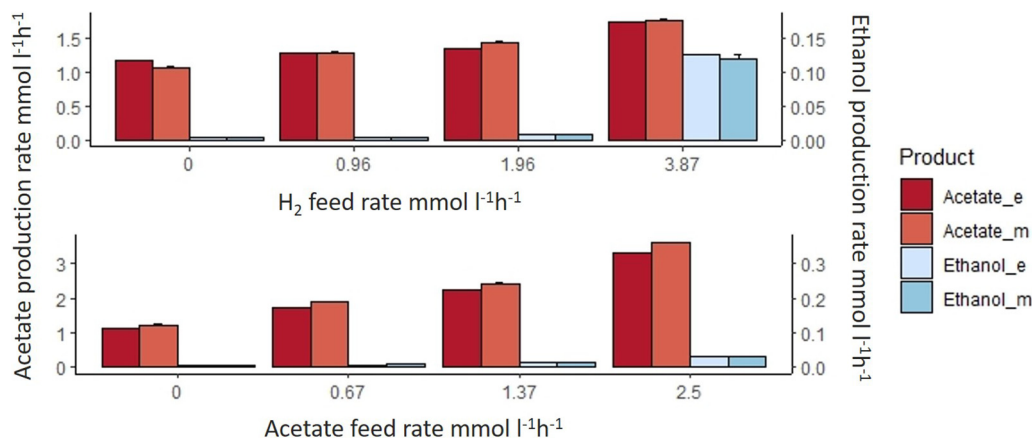 Acetate production rate mmol l⁻¹h⁻¹
1.5
1.0
0.5
0.0
0.15
0.10
0.05
0.00
0 0.96 1.96 3.87
H₂ feed rate mmol l⁻¹h⁻¹
3
2
1
0
0.3
0.2
0.1
0.0
0 0.67 1.37 2.5
Acetate feed rate mmol l⁻¹h⁻¹
Ethanol production rate mmol l⁻¹h⁻¹
Product
Acetate_e
Acetate_m
Ethanol_e
Ethanol_m